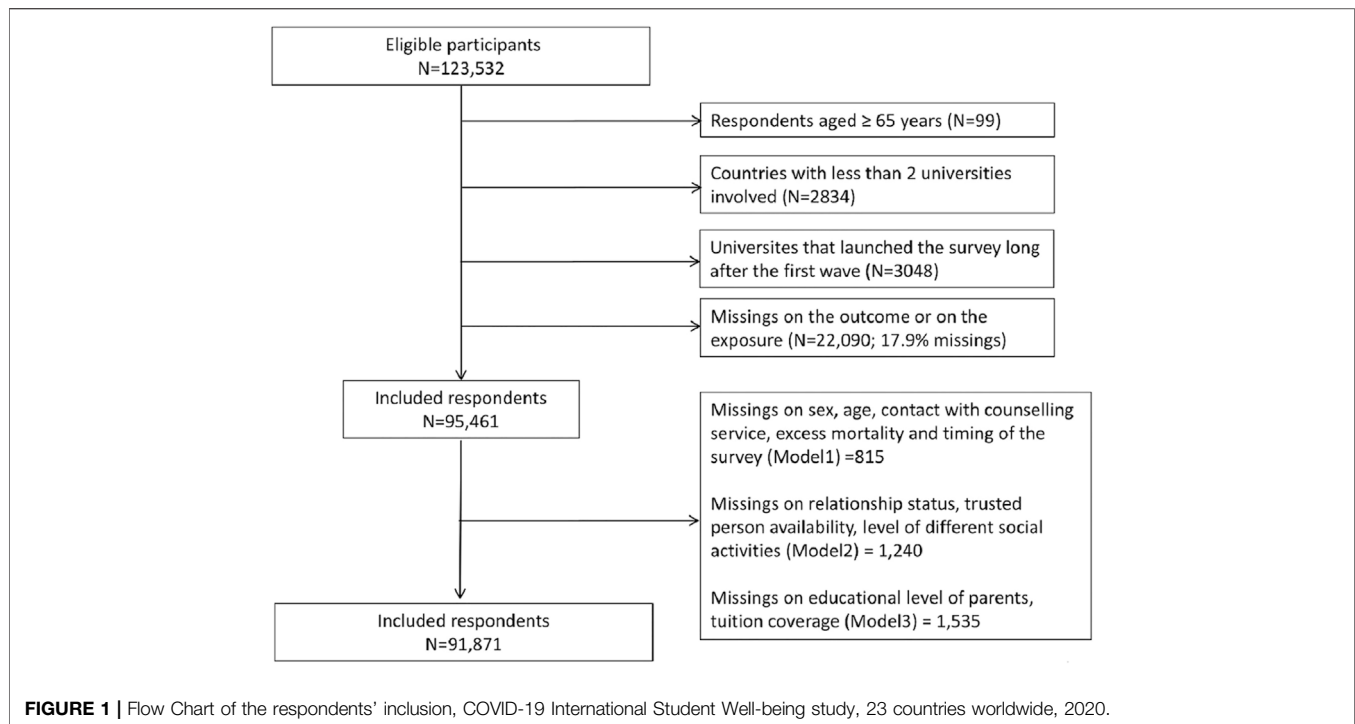 Eligible participants
N=123,532
Respondents aged ≥ 65 years (N=99)
Countries with less than 2 universities
involved (N=2834)
Universites that launched the survey long
after the first wave (N=3048)
Missings on the outcome or on the
exposure (N=22,090; 17.9% missings)
Included respondents
N=95,461
Missings on sex, age, contact with counselling
service, excess mortality and timing of the
survey (Model1) =815
Missings on relationship status, trusted
person availability, level of different social
activities (Model2) = 1,240
Missings on educational level of parents,
tuition coverage (Model3) = 1,535
Included respondents
N=91,871
FIGURE 1 | Flow Chart of the respondents' inclusion, COVID-19 International Student Well-being study, 23 countries worldwide, 2020.